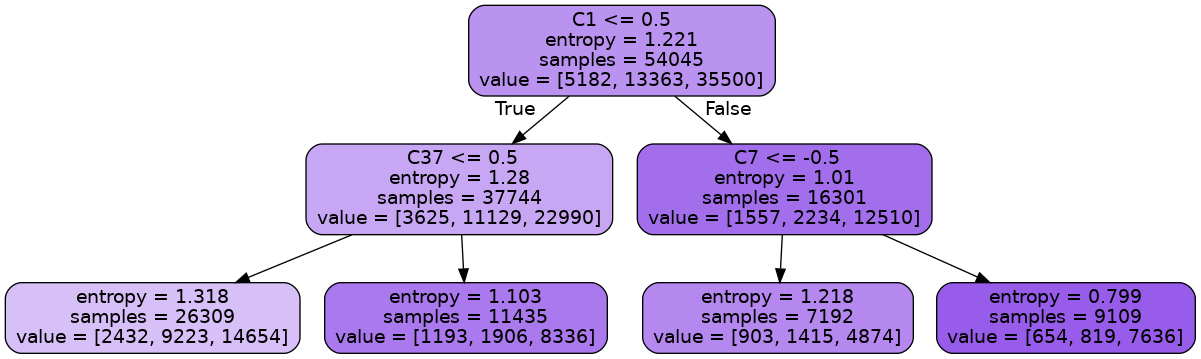 C1 <= 0.5
entropy = 1.221
samples = 54045
value = [5182, 13363, 35500]
True
False
C37 <= 0.5
entropy = 1.28
samples = 37744
value = [3625, 11129, 22990]
C7 <= -0.5
entropy = 1.01
samples = 16301
value = [1557, 2234, 12510]
entropy = 1.318
samples = 26309
value = [2432, 9223, 14654]
entropy = 1.103
samples = 11435
value = [1193, 1906, 8336]
entropy = 1.218
samples = 7192
value = [903, 1415, 4874]
entropy = 0.799
samples = 9109
value = [654, 819, 7636]